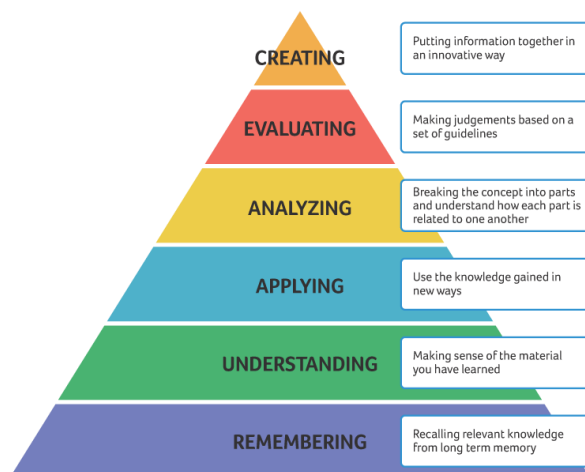 CREATING
Putting information together in
an innovative way
EVALUATING
Making judgements based on a
set of guidelines
ANALYZING
Breaking the concept into parts
and understand how each part is
related to one another
APPLYING
Use the knowledge gained in
new ways
UNDERSTANDING
Making sense of the material
you have learned
REMEMBERING
Recalling relevant knowledge
from long term memory